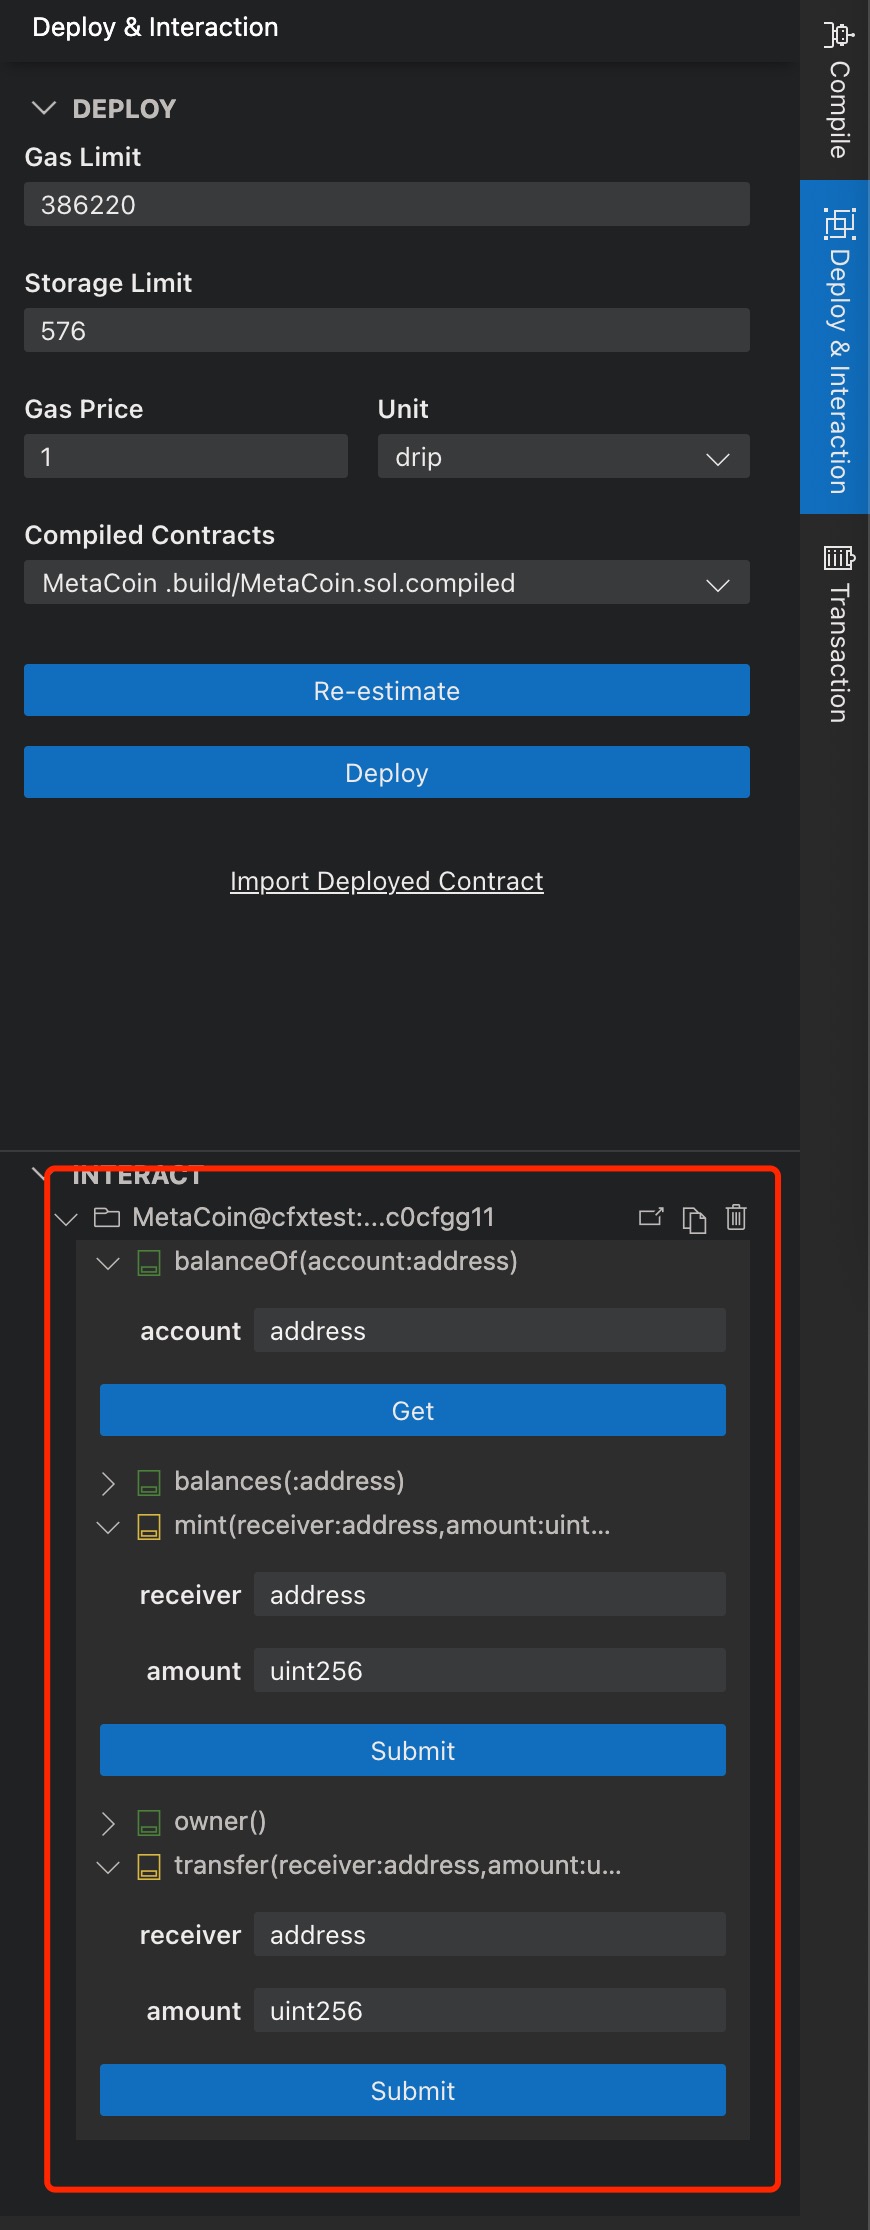 Deploy & Interaction
DEPLOY
Gas Limit
386220
Storage Limit
576
Gas Price
Unit
1
drip
Compiled Contracts
MetaCoin .build/MetaCoin.sol.compiled
Re-estimate
Deploy
Import Deployed Contract
INTERACT
MetaCoin@cfxtest:...c0cfgg11
balanceOf(account:address)
account address
Get
balances(:address)
mint(receiver:address,amount:uint...
receiver address
amount uint256
Submit
owner()
transfer(receiver:address,amount:u...
receiver address
amount uint256
Submit
Compile
Deploy & Interaction
Transaction